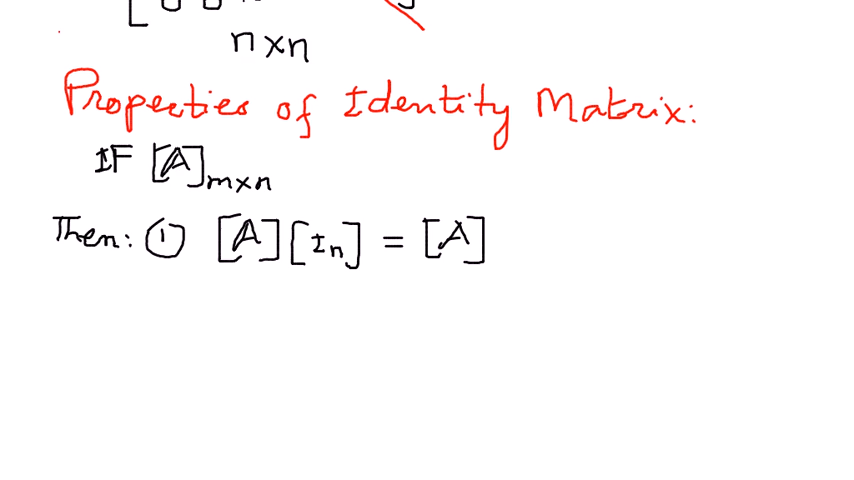 n×n
Properties of Identity Matrix:
IF [A]m×n
Then: ① [A][In] = [A]